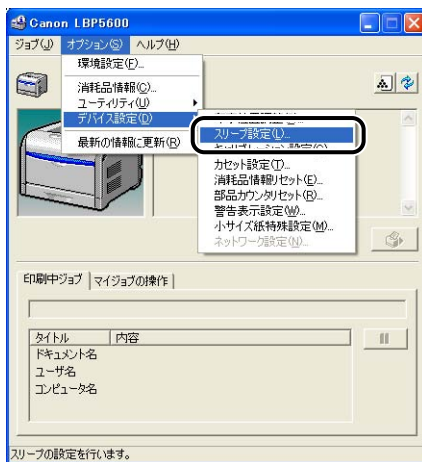 Canon LBP5600
ジョブ(J) オプション(S) ヘルプ(H)
環境設定(F)...
消耗品情報(C)...
ユーティリティ(U)
デバイス設定(D)
スリープ設定(L)...
最新の情報に更新(R)
カセット設定(T)...
消耗品情報リセット(E)...
部品カウンタリセット(R)...
警告表示設定(W)...
小サイズ紙特殊設定(M)...
ネットワーク設定(N)...
印刷中ジョブ マイジョブの操作
タイトル 内容
ドキュメント名
ユーザ名
コンピュータ名
スリープの設定を行います。